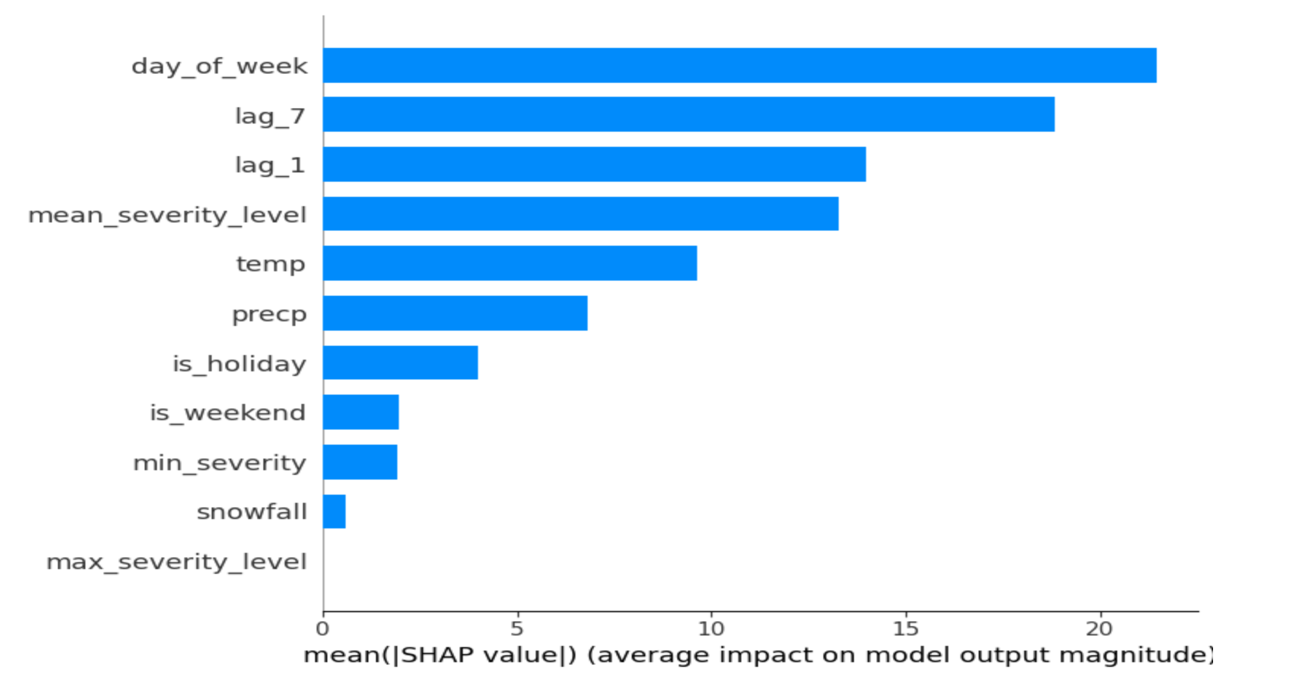 day_of_week
lag_7
lag_1
mean_severity_level
temp
precp
is_holiday
is_weekend
min_severity
snowfall
max_severity_level
0 5 10 15 20
mean(|SHAP value|) (average impact on model output magnitude)